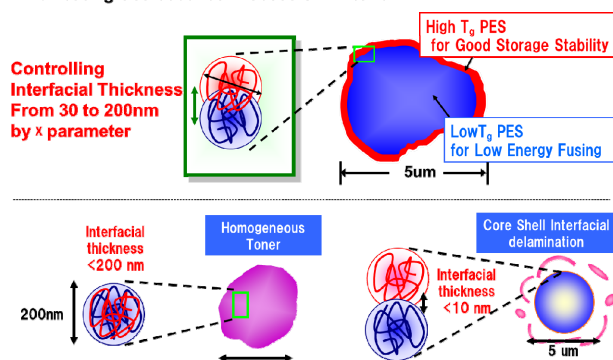 High Tg PES
for Good Storage Stability
Controlling
Interfacial Thickness
From 30 to 200nm
by x parameter
LowTg PES
for Low Energy Fusing
5um
Homogeneous
Toner
Core Shell Interfacial
delamination
Interfacial
thickness
<200 nm
200nm
Interfacial
thickness
<10 nm
5 um